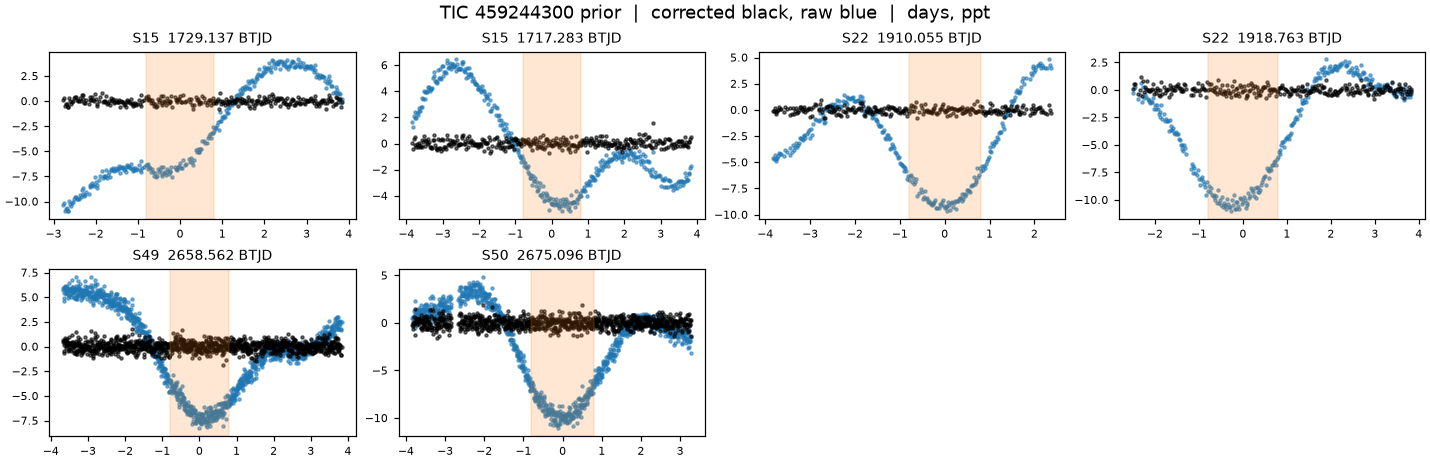 TIC 459244300 prior | corrected black, raw blue | days, ppt
S15 1729.137 BTJD
S15 1717.283 BTJD
S22 1910.055 BTJD
S22 1918.763 BTJD
2.5
0.0
−2.5
−5.0
−7.5
−10.0
−3 −2 −1 0 1 2 3 4
6
4
2
0
−2
−4
−4 −3 −2 −1 0 1 2 3 4
5.0
2.5
0.0
−2.5
−5.0
−7.5
−10.0
−4 −3 −2 −1 0 1 2
2.5
0.0
−2.5
−5.0
−7.5
−10.0
−2 −1 0 1 2 3 4
S49 2658.562 BTJD
S50 2675.096 BTJD
7.5
5.0
2.5
0.0
−2.5
−5.0
−7.5
−4 −3 −2 −1 0 1 2 3 4
5
0
−5
−10
−4 −3 −2 −1 0 1 2 3